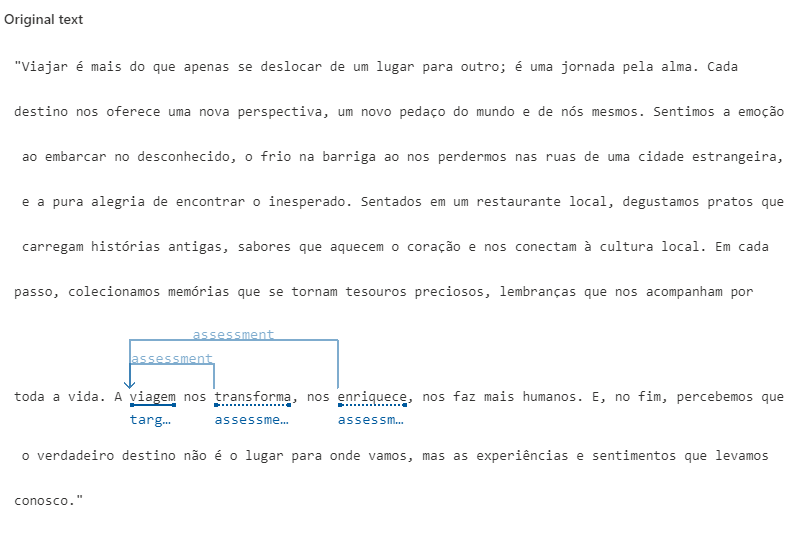 Original text
"Viajar é mais do que apenas se deslocar de um lugar para outro; é uma jornada pela alma. Cada
destino nos oferece uma nova perspectiva, um novo pedaço do mundo e de nós mesmos. Sentimos a emoção
ao embarcar no desconhecido, o frio na barriga ao nos perdermos nas ruas de uma cidade estrangeira,
e a pura alegria de encontrar o inesperado. Sentados em um restaurante local, degustamos pratos que
carregam histórias antigas, sabores que aquecem o coração e nos conectam à cultura local. Em cada
passo, colecionamos memórias que se tornam tesouros preciosos, lembranças que nos acompanham por
assessment
assessment
toda a vida. A viagem nos transforma, nos enriquece, nos faz mais humanos. E, no fim, percebemos que
targ… assessme… assessm…
o verdadeiro destino não é o lugar para onde vamos, mas as experiências e sentimentos que levamos
conosco."